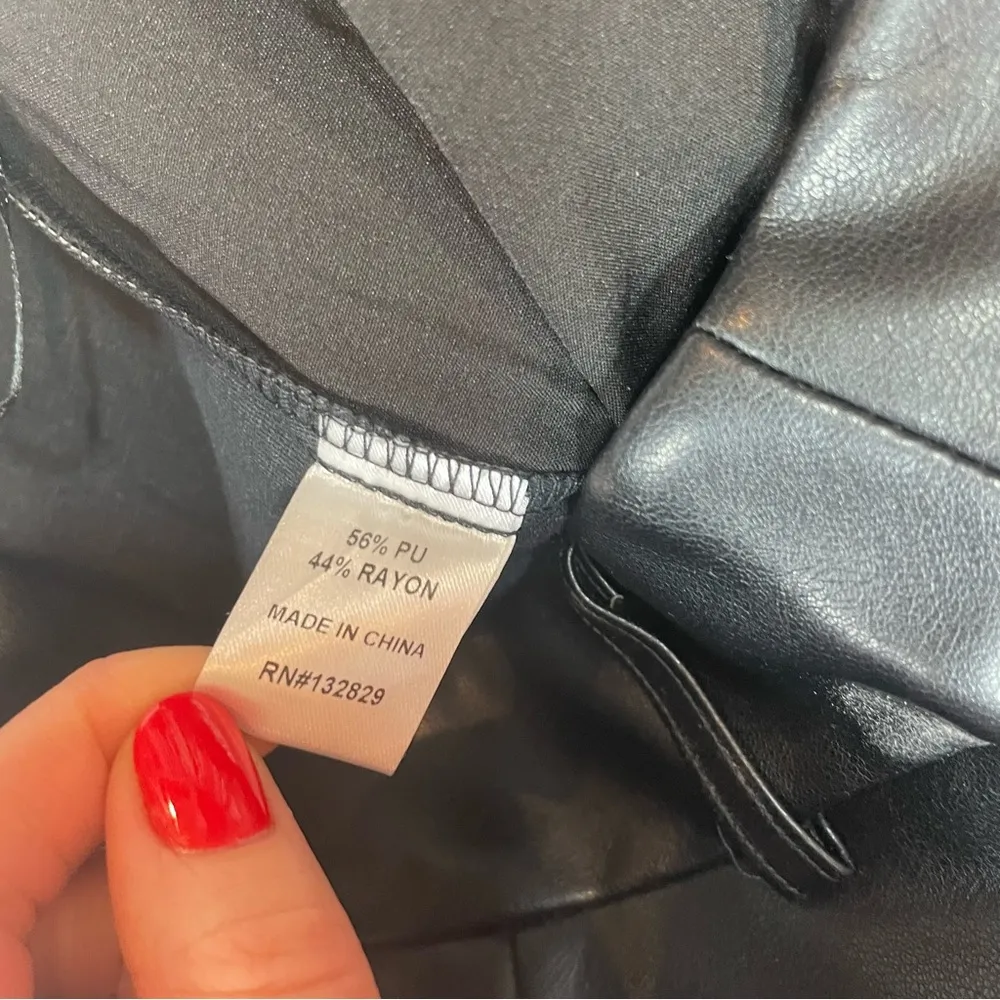 56% PU
44% RAYON
MADE IN CHINA
RN#132829